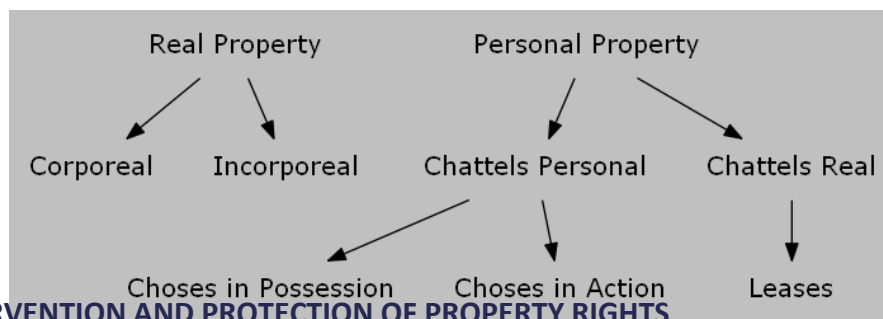 Real Property Personal Property
Corporeal Incorporeal Chattels Personal Chattels Real
Choses in Possession Choses in Action Leases
AND PROTECTION OF PROPERTY RIGHTS